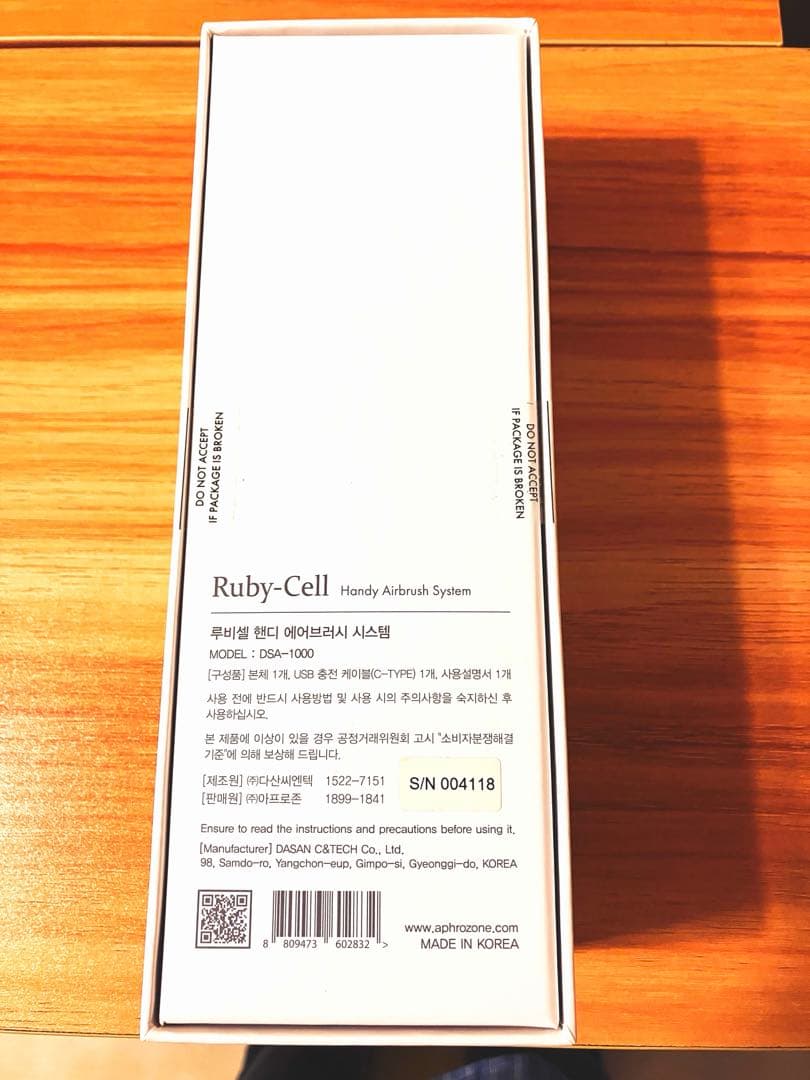 DO NOT ACCEPT
IF PACKAGE IS BROKEN
DO NOT ACCEPT
IF PACKAGE IS BROKEN
Ruby-Cell Handy Airbrush System
루비셀 핸디 에어브러시 시스템
MODEL : DSA-1000
[구성품] 본체 1개, USB 충전 케이블(C-TYPE) 1개, 사용설명서 1개
사용 전에 반드시 사용방법 및 사용 시의 주의사항을 숙지하신 후
사용하십시오.
본 제품에 이상이 있을 경우 공정거래위원회 고시 "소비자분쟁해결
기준"에 의해 보상해 드립니다.
[제조원] ㈜다산씨엔텍 1522-7151
[판매원] ㈜아프로존 1899-1841
S/N 004118
Ensure to read the instructions and precautions before using it.
[Manufacturer] DASAN C&TECH Co., Ltd.
98, Samdo-ro, Yangchon-eup, Gimpo-si, Gyeonggi-do, KOREA
8 809473 602832 >
www.aphrozone.com
MADE IN KOREA